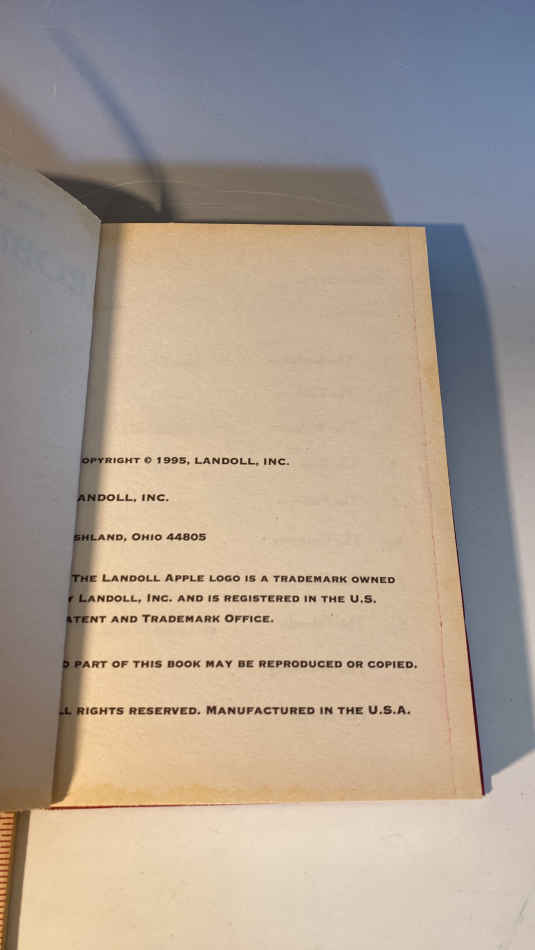 OPYRIGHT © 1995, LANDOLL, INC.
ANDOLL, INC.
SHLAND, OHIO 44805
THE LANDOLL APPLE LOGO IS A TRADEMARK OWNED
Y LANDOLL, INC. AND IS REGISTERED IN THE U.S.
ATENT AND TRADEMARK OFFICE.
O PART OF THIS BOOK MAY BE REPRODUCED OR COPIED.
LL RIGHTS RESERVED. MANUFACTURED IN THE U.S.A.